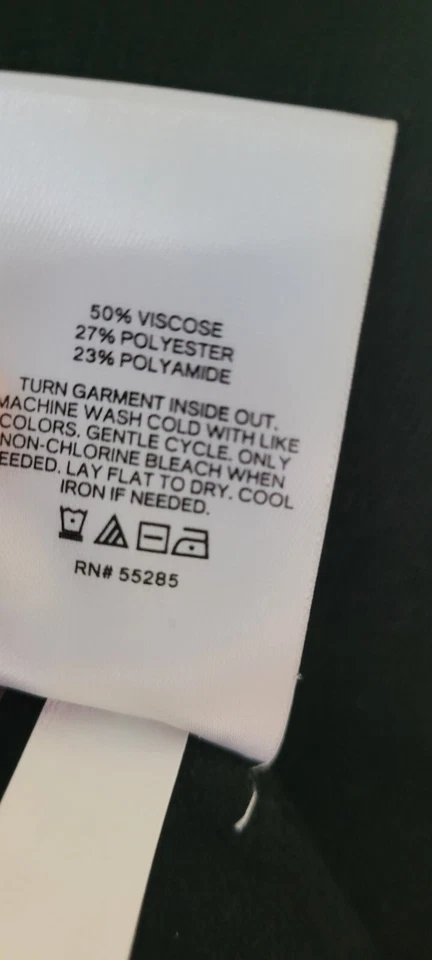 50% VISCOSE
27% POLYESTER
23% POLYAMIDE
TURN GARMENT INSIDE OUT.
MACHINE WASH COLD WITH LIKE
COLORS. GENTLE CYCLE. ONLY
NON-CHLORINE BLEACH WHEN
EEDED. LAY FLAT TO DRY. COOL
IRON IF NEEDED.
RN# 55285